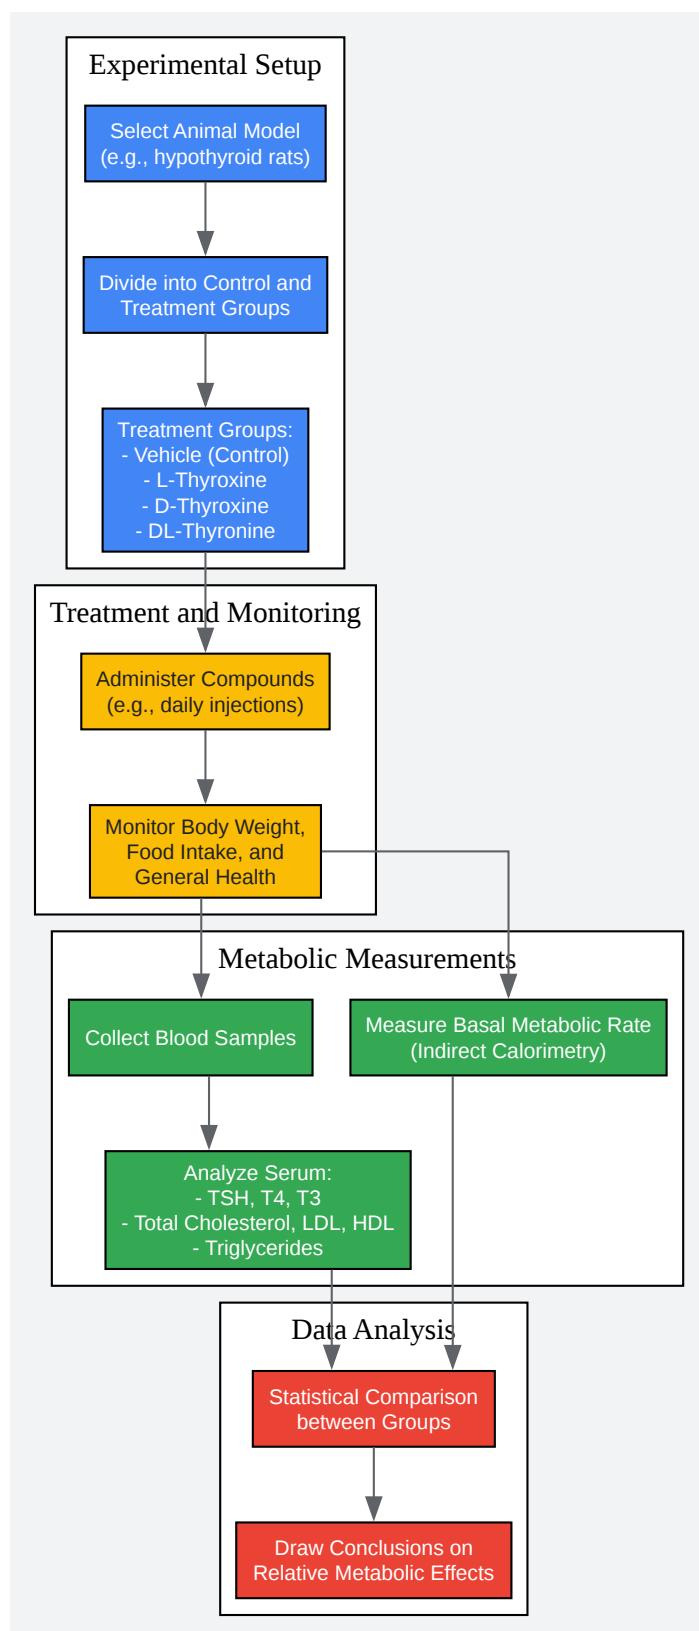 Experimental Setup
Select Animal Model
(e.g., hypothyroid rats)
Divide into Control and
Treatment Groups
Treatment Groups:
- Vehicle (Control)
- L-Thyroxine
- D-Thyroxine
- DL-Thyronine
Treatment and Monitoring
Administer Compounds
(e.g., daily injections)
Monitor Body Weight,
Food Intake, and
General Health
Metabolic Measurements
Collect Blood Samples
Measure Basal Metabolic Rate
(Indirect Calorimetry)
Analyze Serum:
- TSH, T4, T3
- Total Cholesterol, LDL, HDL
- Triglycerides
Data Analysis
Statistical Comparison
between Groups
Draw Conclusions on
Relative Metabolic Effects